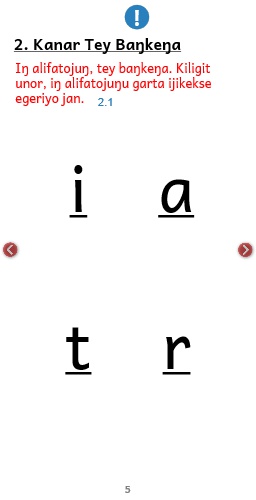 !
2. Kanar Tey Baŋkeŋa
Iŋ alifatojuŋ, tey baŋkeŋa. Kiligit
unor, iŋ alifatojuŋu garta ijikekse
egeriyo jan. 2.1
i a
t r
5